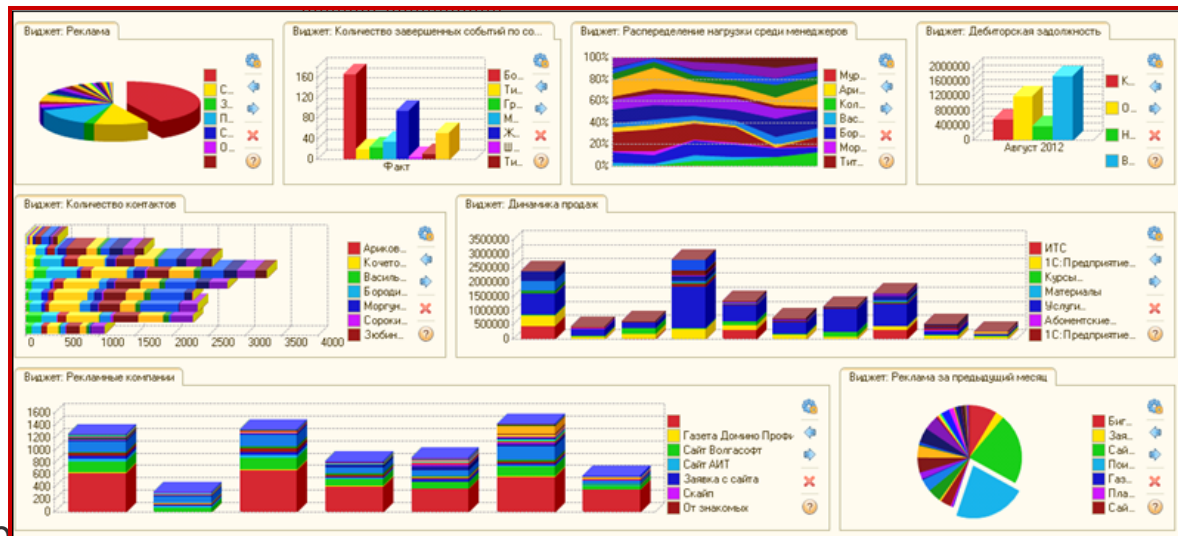 Виджет: Реклама
С...
З...
П...
С...
О...
Виджет: Количество завершенных событий по со...
160
120
80
40
0
Факт
Бо...
Ти...
Гр...
М...
Ж...
Ш...
Ти...
Виджет: Распеределение нагрузки среди менеджеров
100%
80%
60%
40%
20%
0%
Мур...
Ари...
Кол...
Вас...
Бор...
Мор...
Тит...
Виджет: Дебиторская задолжность
2000000
1600000
1200000
800000
400000
0
Август 2012
К...
О...
Н...
В...
Виджет: Количество контактов
0 500 1000 1500 2000 2500 3000 3500 4000
Ариков...
Кочето...
Василь...
Бороди...
Моргун...
Сороки...
Зюбин...
Виджет: Динамика продаж
3500000
3000000
2500000
2000000
1500000
1000000
500000
0
ИТС
1С:Предприятие...
Курсы...
Материалы
Услуги...
Абонентские...
1С:Предприятие...
Виджет: Рекламные компании
1600
1400
1200
1000
800
600
400
200
0
Газета Домино Профи
Сайт Волгасофт
Сайт АИТ
Заявка с сайта
Скайп
От знакомых
Виджет: Реклама за предыдущий месяц
Биг...
Зая...
Сай...
Пои...
Газ...
Пла...
Сай...